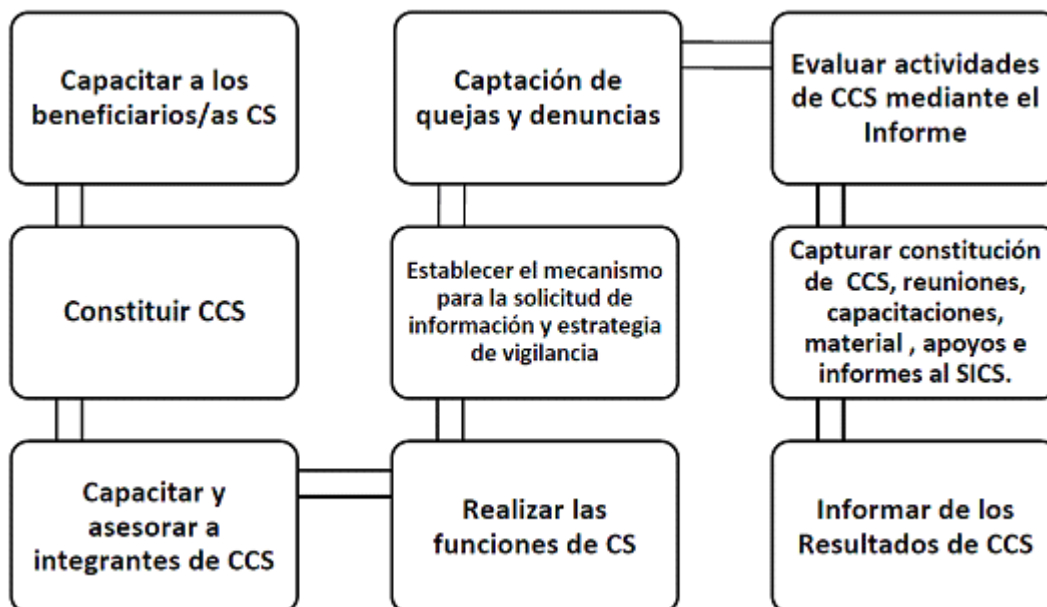 Capacitar a los
beneficiarios/as CS
Constituir CCS
Capacitar y
asesorar a
integrantes de CCS
Realizar las
funciones de CS
Establecer el mecanismo
para la solicitud de
información y estrategia
de vigilancia
Captación de
quejas y denuncias
Evaluar actividades
de CCS mediante el
Informe
Capturar constitución
de CCS, reuniones,
capacitaciones,
material , apoyos e
informes al SICS.
Informar de los
Resultados de CCS